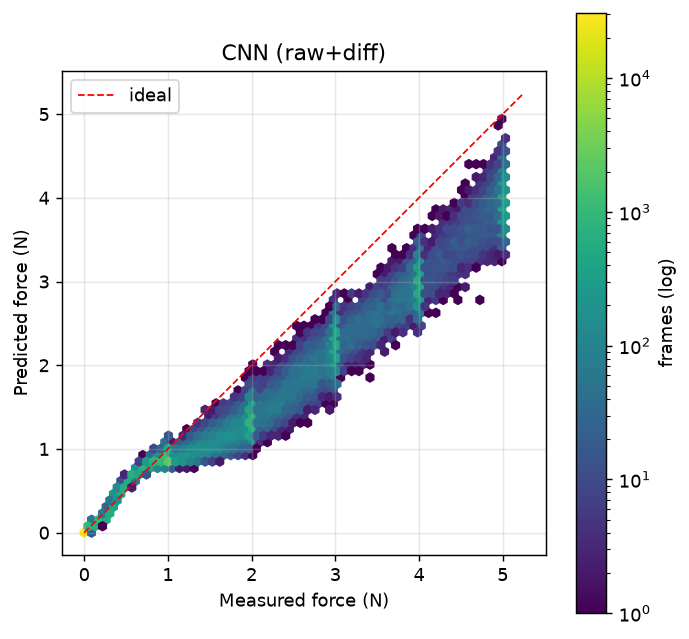 CNN (raw+diff)
ideal
Predicted force (N)
5
4
3
2
1
0
0 1 2 3 4 5
Measured force (N)
10⁴
10³
10²
10¹
10⁰
frames (log)